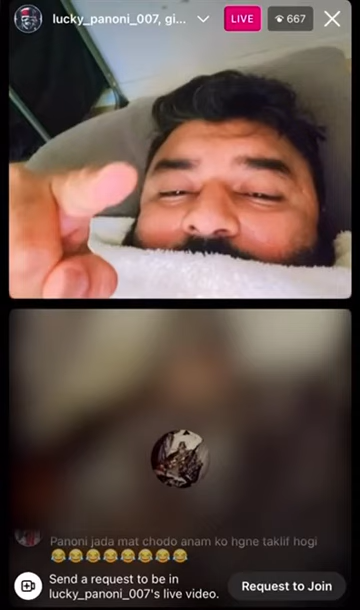 lucky_panoni_007, gi...
LIVE
667
Panoni jada mat chodo anam ko hgne taklif hogi
😂😂😂😂😂😂😂😂
Send a request to be in
lucky_panoni_007's live video.
Request to Join